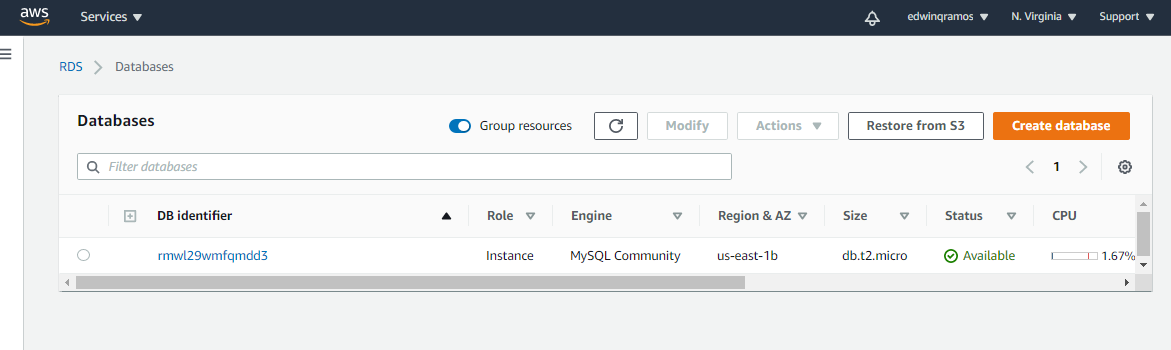 aws Services edwinqramos N. Virginia Support
RDS Databases
Databases Group resources Modify Actions Restore from S3 Create database
Filter databases 1
DB identifier Role Engine Region & AZ Size Status CPU
rmwl29wmfqmdd3 Instance MySQL Community us-east-1b db.t2.micro Available 1.67%